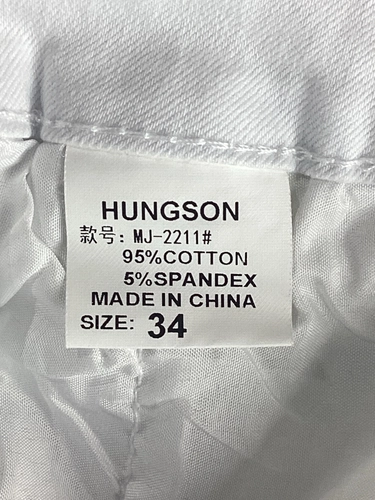 HUNGSON
款号: MJ-2211#
95%COTTON
5%SPANDEX
MADE IN CHINA
SIZE: 34